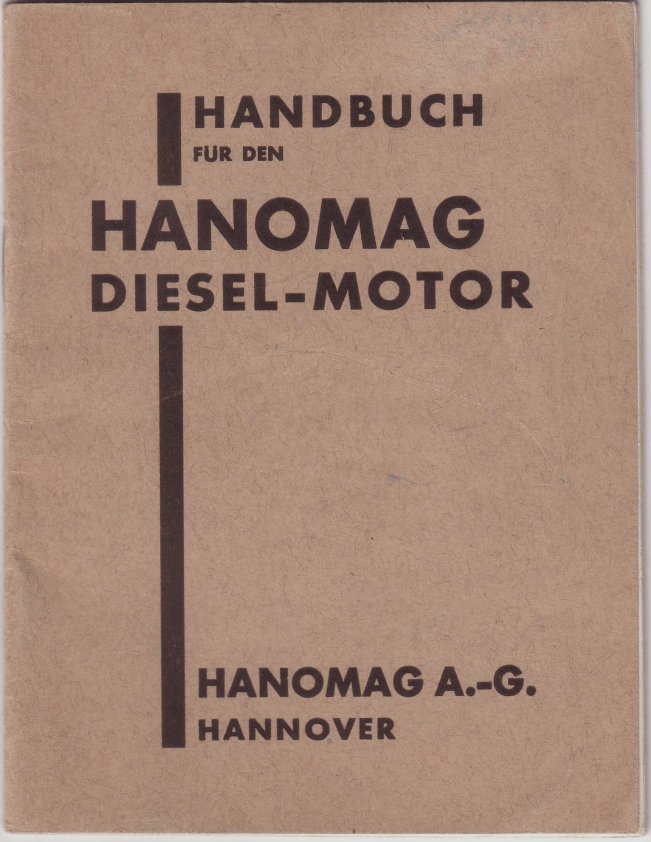 HANDBUCH
FÜR DEN
HANOMAG
DIESEL-MOTOR
HANOMAG A.-G.
HANNOVER